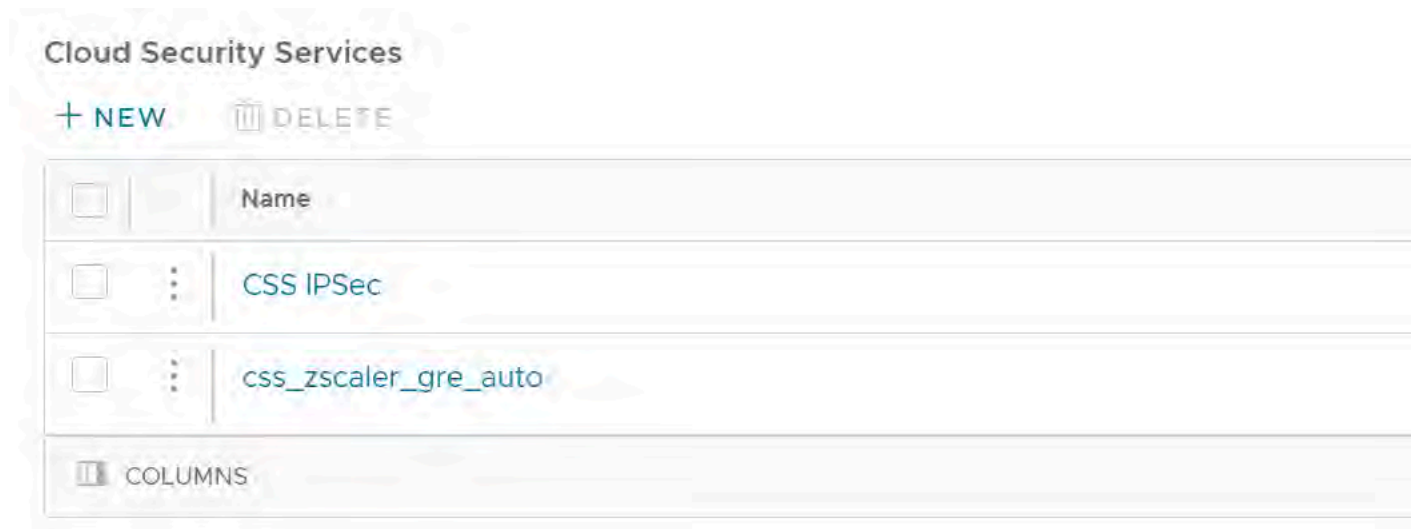 Cloud Security Services
+ NEW DELETE
Name
CSS IPSec
css_zscaler_gre_auto
COLUMNS